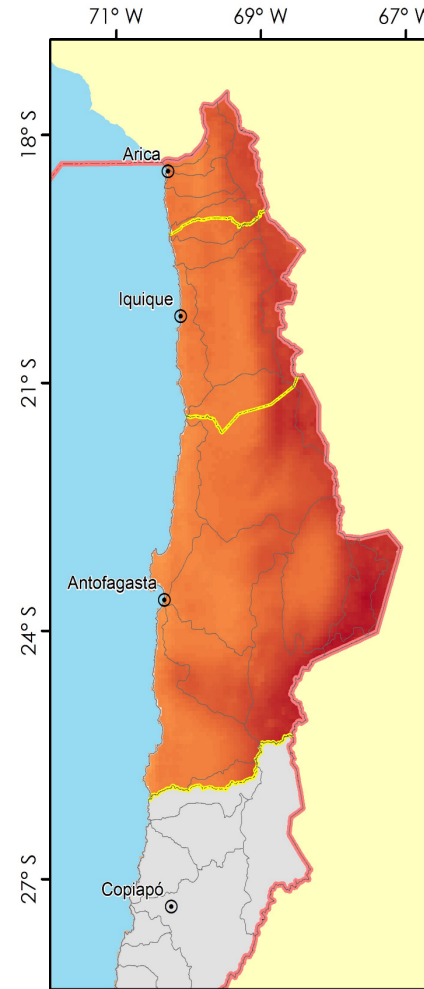 71° W 69° W 67° W
18° S
Arica
Iquique
21° S
Antofagasta
24° S
27° S
Copiapó